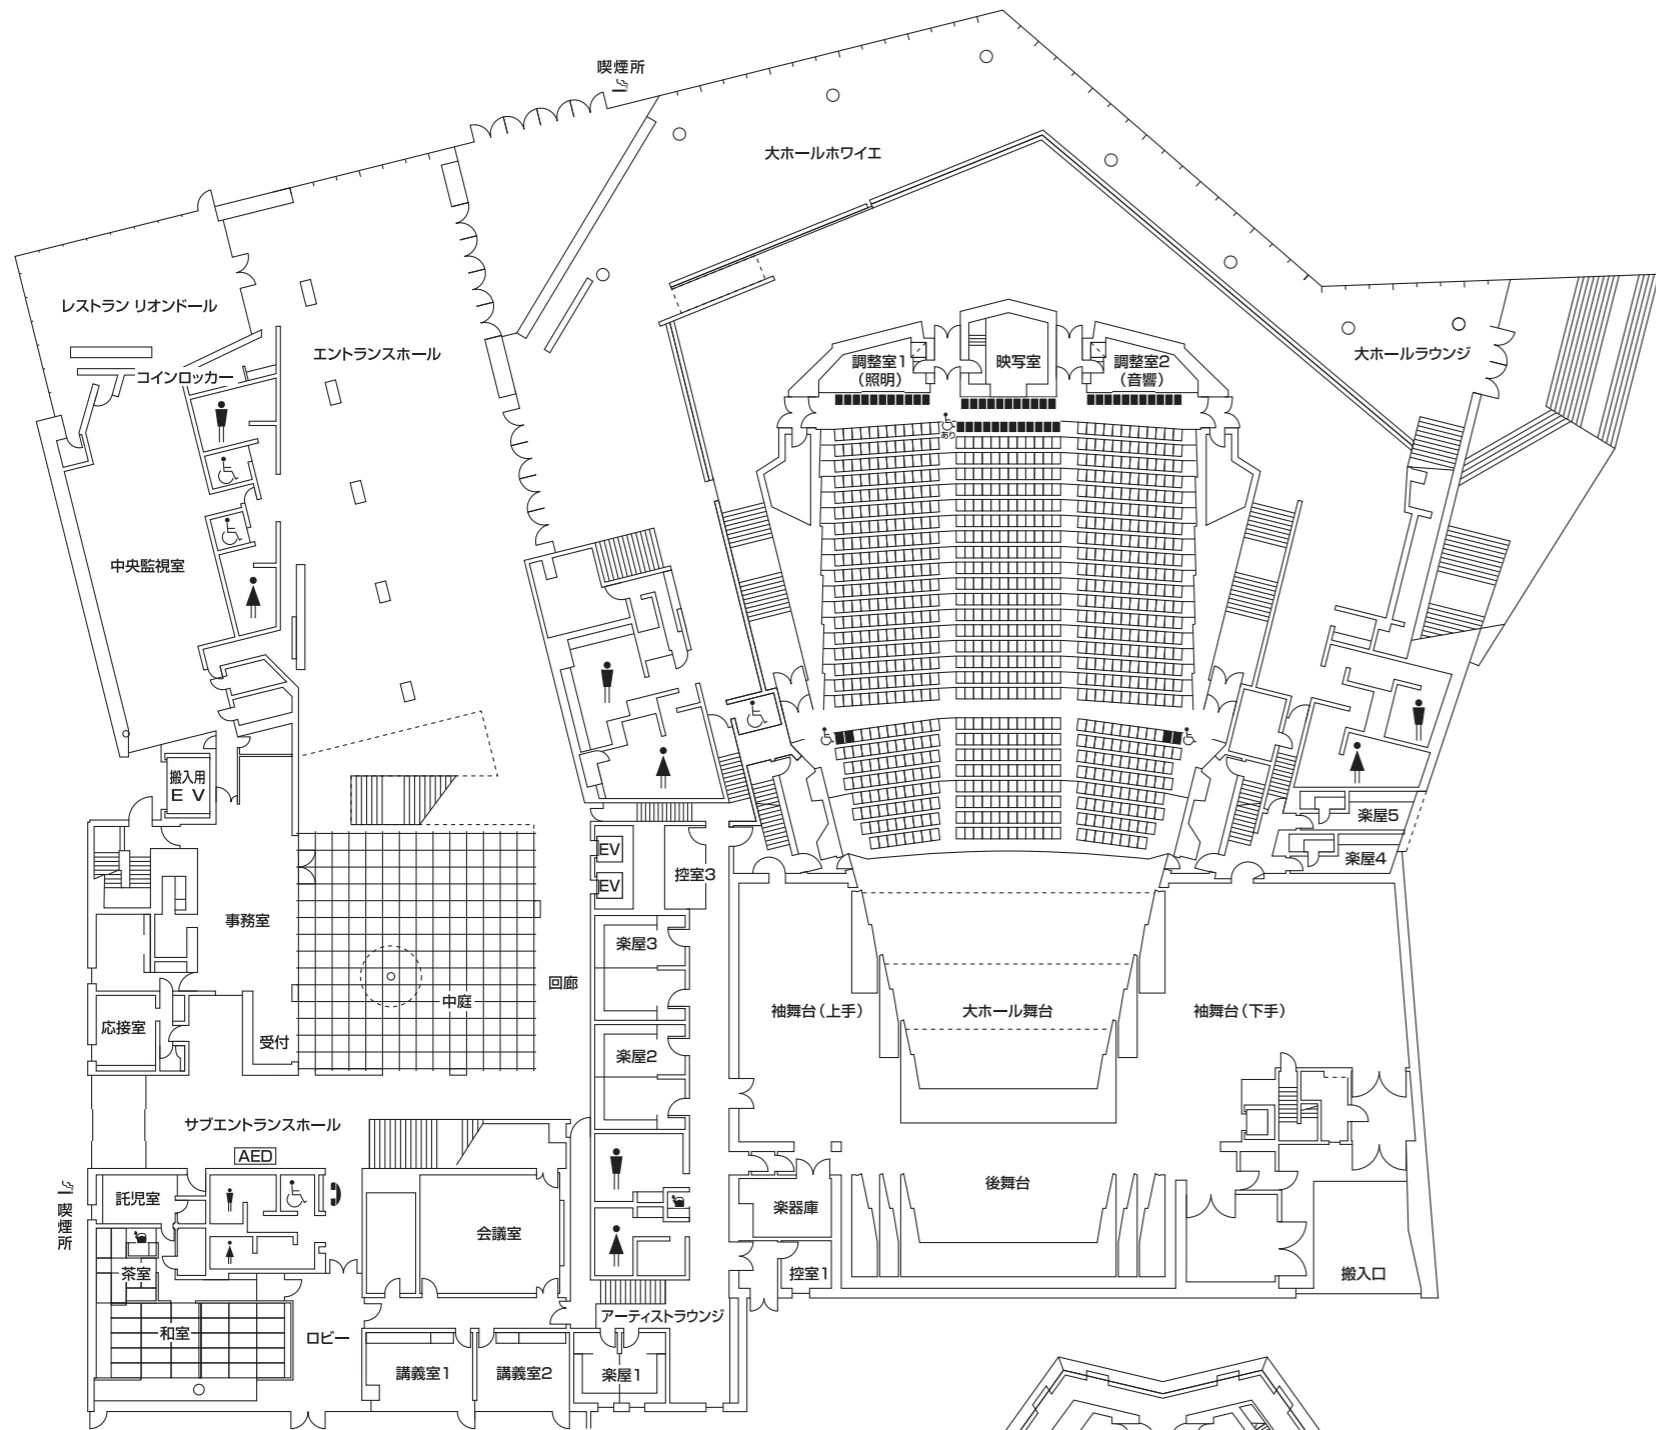 喫煙所
大ホールホワイエ
レストラン リオンドール
エントランスホール
大ホールラウンジ
コインロッカー
調整室1
(照明)
映写室
調整室2
(音響)
あり
中央監視室
搬入用
EV
楽屋5
楽屋4
EV
EV
控室3
事務室
楽屋3
回廊
中庭
応接室
受付
袖舞台(上手)
大ホール舞台
袖舞台(下手)
楽屋2
サブエントランスホール
AED
託児室
喫煙所
後舞台
楽器庫
会議室
茶室
控室1
搬入口
アーティストラウンジ
和室
ロビー
講義室1
講義室2
楽屋1